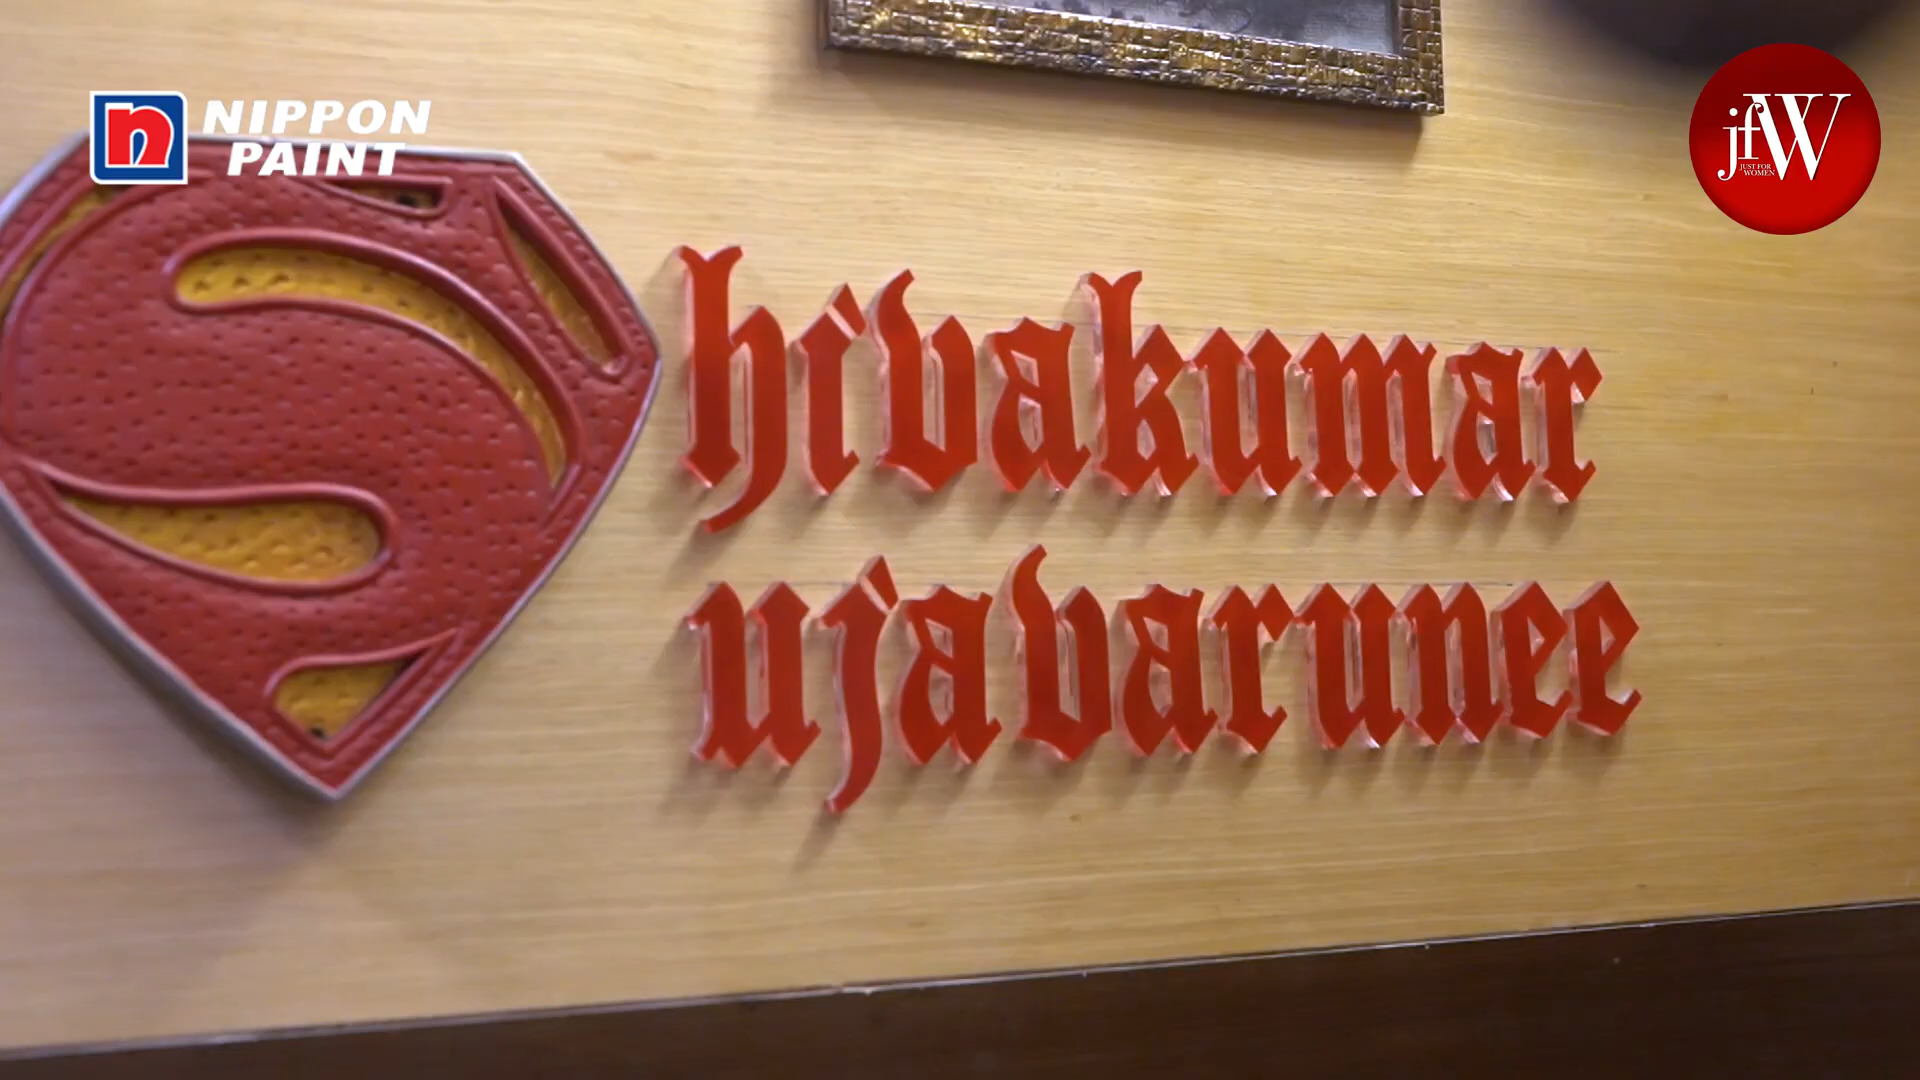 NIPPON
PAINT
jfW
JUST FOR
WOMEN
S
hivakumar
ujavarunee